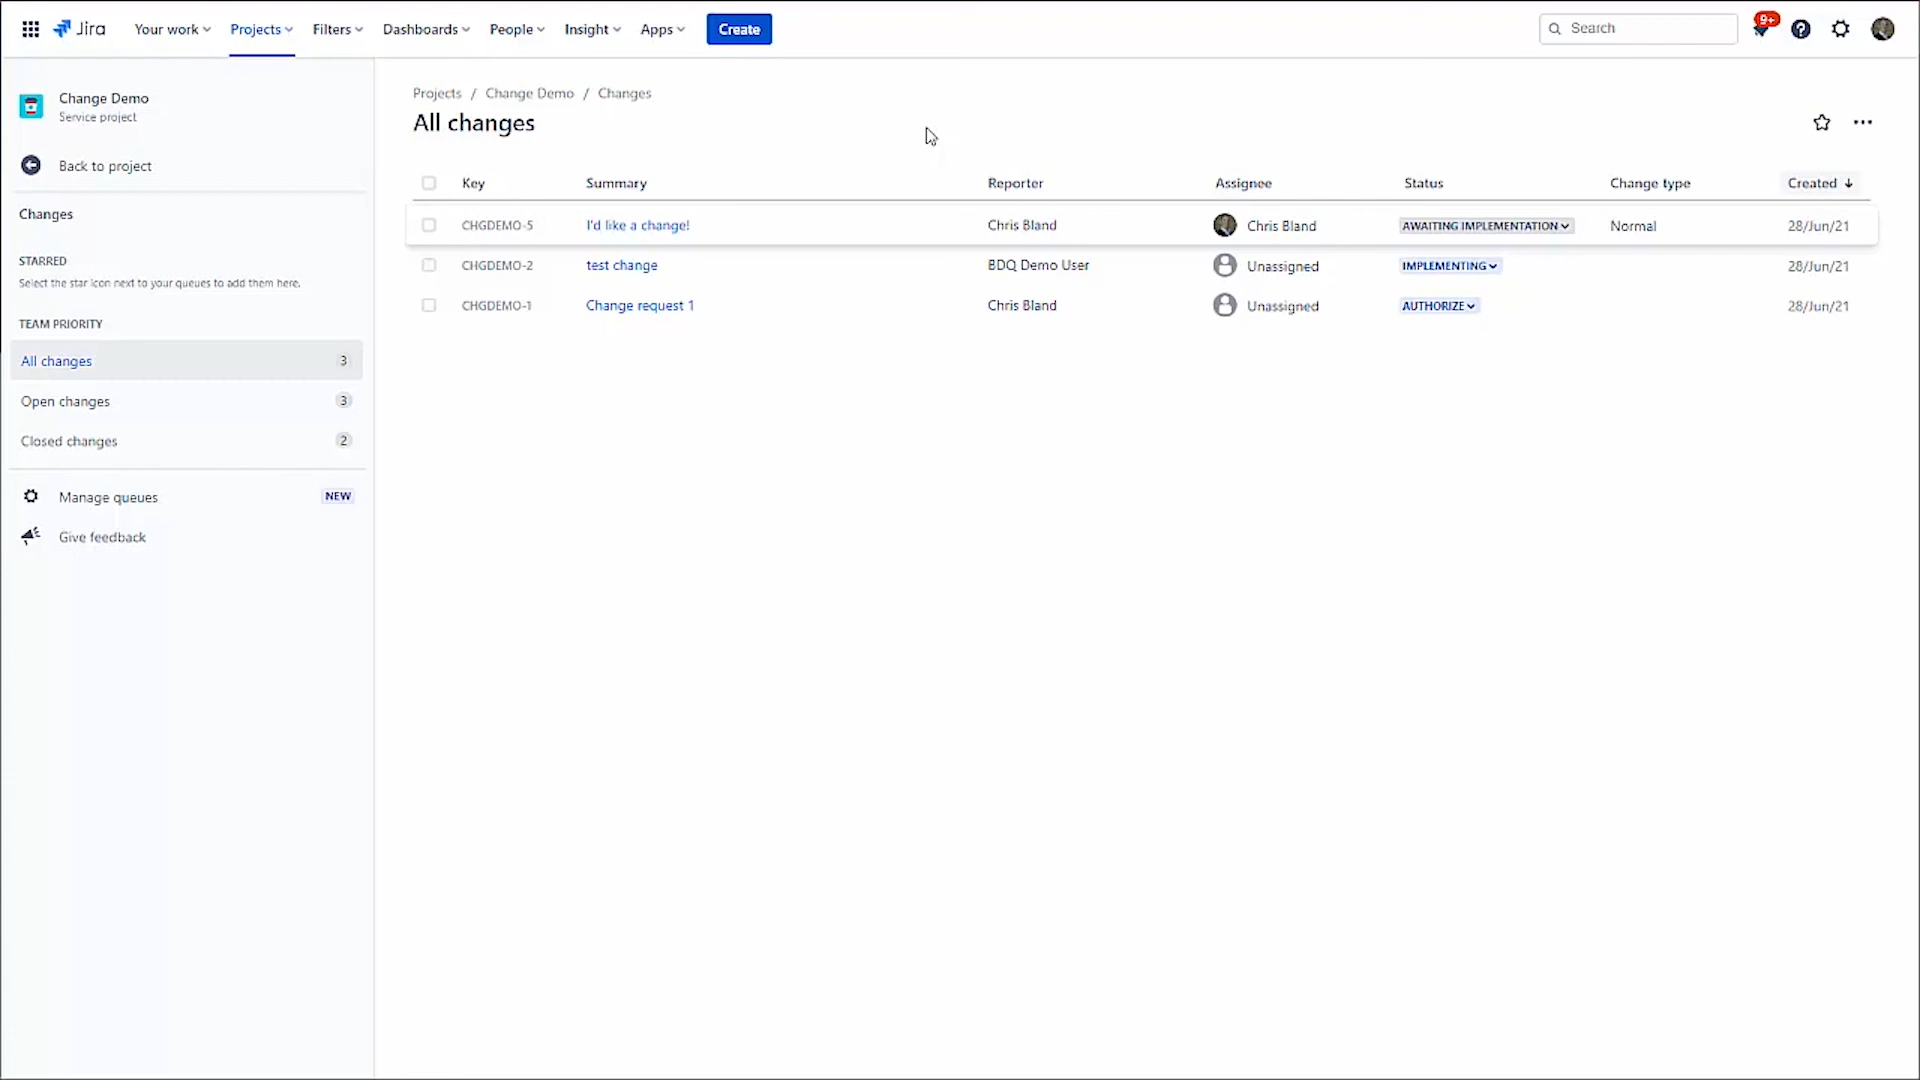 Jira Your work Projects Filters Dashboards People Insight Apps Create Search 9+
Change Demo
Service project
Back to project
Changes
STARRED
Select the star icon next to your queues to add them here.
TEAM PRIORITY
All changes 3
Open changes 3
Closed changes 2
Manage queues NEW
Give feedback
Projects / Change Demo / Changes
All changes
Key Summary Reporter Assignee Status Change type Created
CHGDEMO-5 I'd like a change! Chris Bland Chris Bland AWAITING IMPLEMENTATION Normal 28/Jun/21
CHGDEMO-2 test change BDQ Demo User Unassigned IMPLEMENTING 28/Jun/21
CHGDEMO-1 Change request 1 Chris Bland Unassigned AUTHORIZE 28/Jun/21